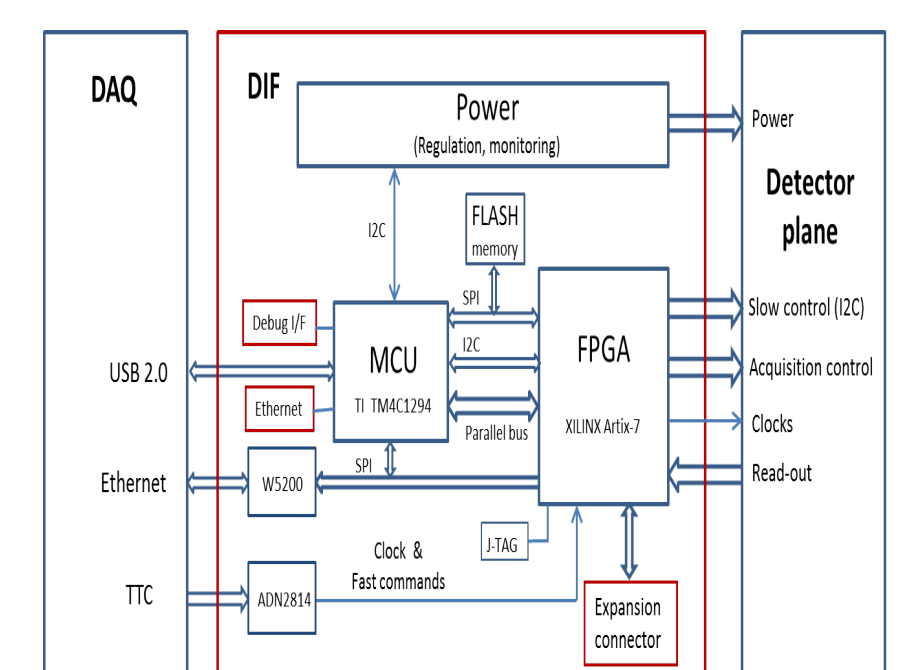 DAQ
DIF
Power
(Regulation, monitoring)
Power
Detector
plane
I2C
FLASH
memory
SPI
Debug I/F
MCU
TI TM4C1294
I2C
Parallel bus
FPGA
XILINX Artix-7
Slow control (I2C)
Acquisition control
Clocks
Read-out
USB 2.0
Ethernet
SPI
Ethernet
W5200
J-TAG
Clock &
Fast commands
TTC
ADN2814
Expansion
connector